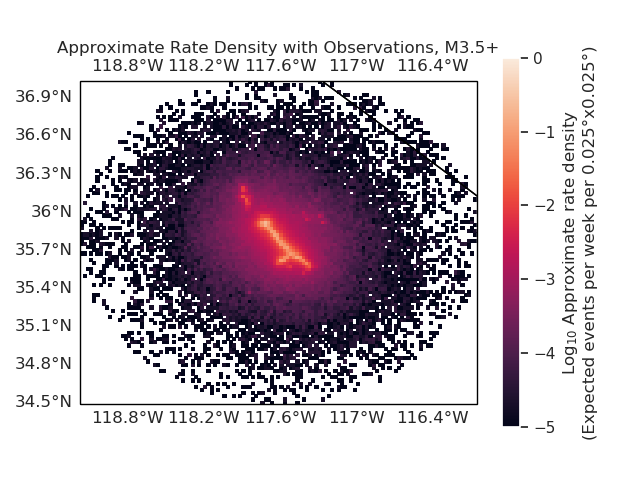 Approximate Rate Density with Observations, M3.5+
118.8°W 118.2°W 117.6°W 117°W 116.4°W
36.9°N
36.6°N
36.3°N
36°N
35.7°N
35.4°N
35.1°N
34.8°N
34.5°N
118.8°W 118.2°W 117.6°W 117°W 116.4°W
0
−1
−2
−3
−4
−5
Log₁₀ Approximate rate density
(Expected events per week per 0.025°x0.025°)